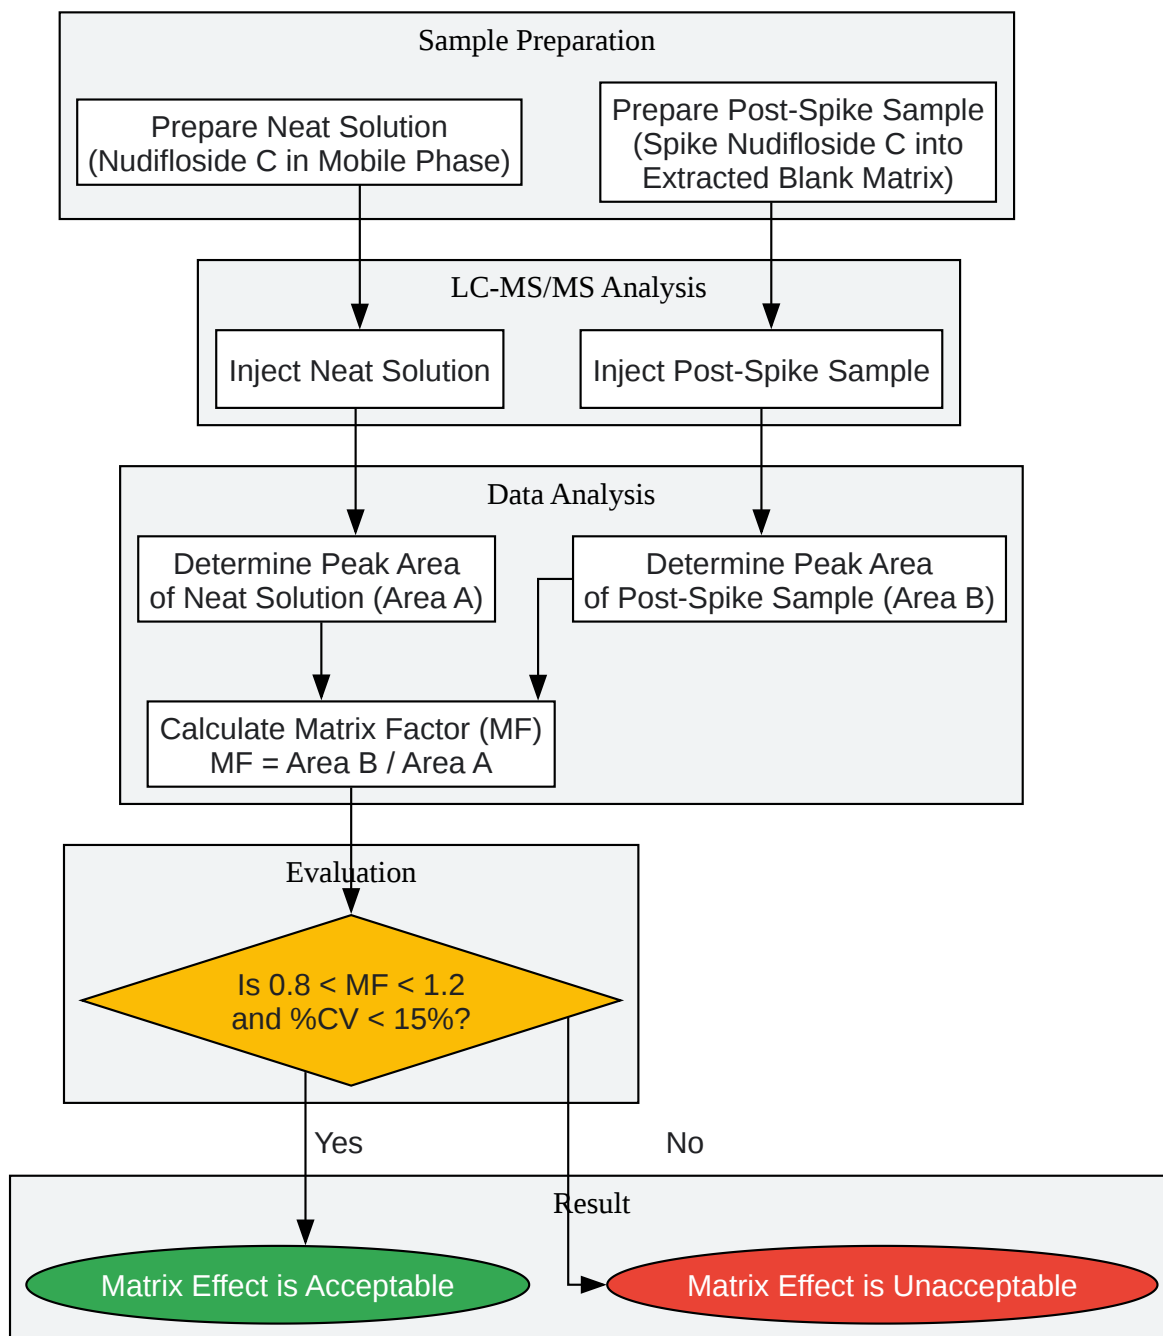 Sample Preparation
Prepare Neat Solution
(Nudifloside C in Mobile Phase)
Prepare Post-Spike Sample
(Spike Nudifloside C into
Extracted Blank Matrix)
LC-MS/MS Analysis
Inject Neat Solution
Inject Post-Spike Sample
Data Analysis
Determine Peak Area
of Neat Solution (Area A)
Determine Peak Area
of Post-Spike Sample (Area B)
Calculate Matrix Factor (MF)
MF = Area B / Area A
Evaluation
Is 0.8 < MF < 1.2
and %CV < 15%?
Yes
No
Result
Matrix Effect is Acceptable
Matrix Effect is Unacceptable